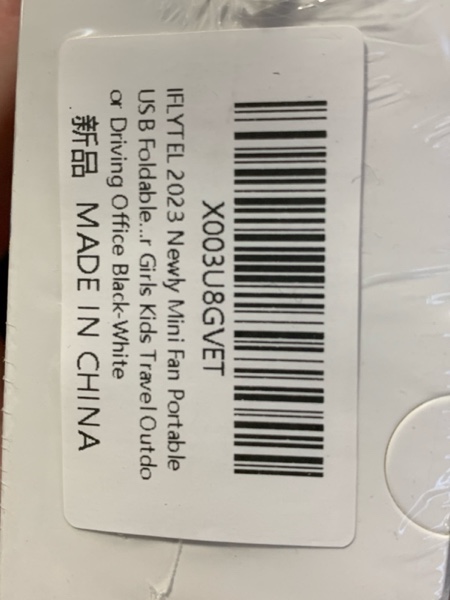 X003U8GVET
IFLYTEL 2023 Newly Mini Fan Portable
USB Foldable...r Girls Kids Travel Outdo
or Driving Office Black-White
新品 MADE IN CHINA